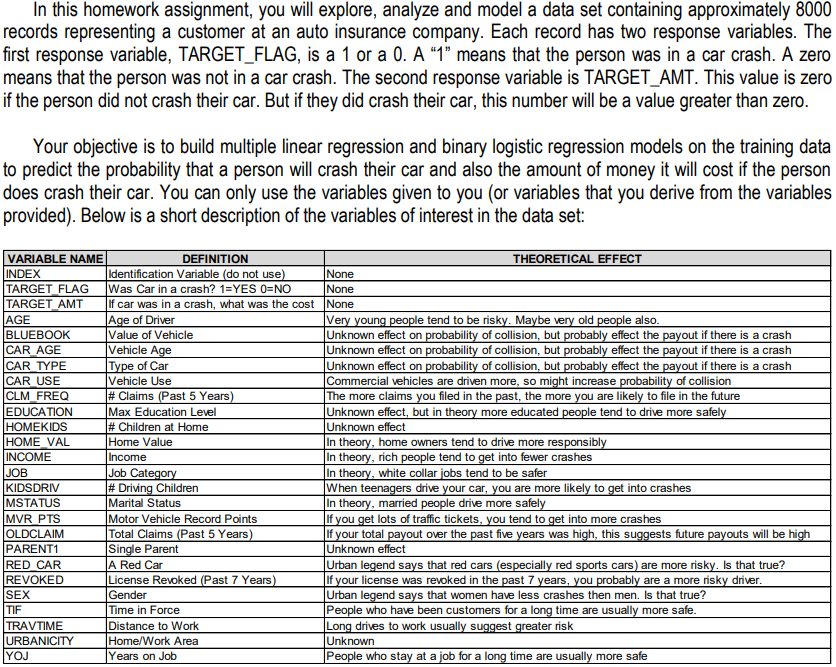 In this homework assignment, you will explore, analyze and model a data set containing approximately 8000
records representing a customer at an auto insurance company. Each record has two response variables. The
first response variable, TARGET_FLAG, is a 1 or a 0. A “1” means that the person was in a car crash. A zero
means that the person was not in a car crash. The second response variable is TARGET_AMT. This value is zero
if the person did not crash their car. But if they did crash their car, this number will be a value greater than zero.
Your objective is to build multiple linear regression and binary logistic regression models on the training data
to predict the probability that a person will crash their car and also the amount of money it will cost if the person
does crash their car. You can only use the variables given to you (or variables that you derive from the variables
provided). Below is a short description of the variables of interest in the data set:
VARIABLE NAME DEFINITION THEORETICAL EFFECT
INDEX Identification Variable (do not use) None
TARGET_FLAG Was Car in a crash? 1=YES 0=NO None
TARGET_AMT If car was in a crash, what was the cost None
AGE Age of Driver Very young people tend to be risky. Maybe very old people also.
BLUEBOOK Value of Vehicle Unknown effect on probability of collision, but probably effect the payout if there is a crash
CAR_AGE Vehicle Age Unknown effect on probability of collision, but probably effect the payout if there is a crash
CAR_TYPE Type of Car Unknown effect on probability of collision, but probably effect the payout if there is a crash
CAR_USE Vehicle Use Commercial vehicles are driven more, so might increase probability of collision
CLM_FREQ # Claims (Past 5 Years) The more claims you filed in the past, the more you are likely to file in the future
EDUCATION Max Education Level Unknown effect, but in theory more educated people tend to drive more safely
HOMEKIDS # Children at Home Unknown effect
HOME_VAL Home Value In theory, home owners tend to drive more responsibly
INCOME Income In theory, rich people tend to get into fewer crashes
JOB Job Category In theory, white collar jobs tend to be safer
KIDSDRIV # Driving Children When teenagers drive your car, you are more likely to get into crashes
MSTATUS Marital Status In theory, married people drive more safely
MVR_PTS Motor Vehicle Record Points If you get lots of traffic tickets, you tend to get into more crashes
OLDCLAIM Total Claims (Past 5 Years) If your total payout over the past five years was high, this suggests future payouts will be high
PARENT1 Single Parent Unknown effect
RED_CAR A Red Car Urban legend says that red cars (especially red sports cars) are more risky. Is that true?
REVOKED License Revoked (Past 7 Years) If your license was revoked in the past 7 years, you probably are a more risky driver.
SEX Gender Urban legend says that women have less crashes then men. Is that true?
TIF Time in Force People who have been customers for a long time are usually more safe.
TRAVTIME Distance to Work Long drives to work usually suggest greater risk
URBANICITY Home/Work Area Unknown
YOJ Years on Job People who stay at a job for a long time are usually more safe